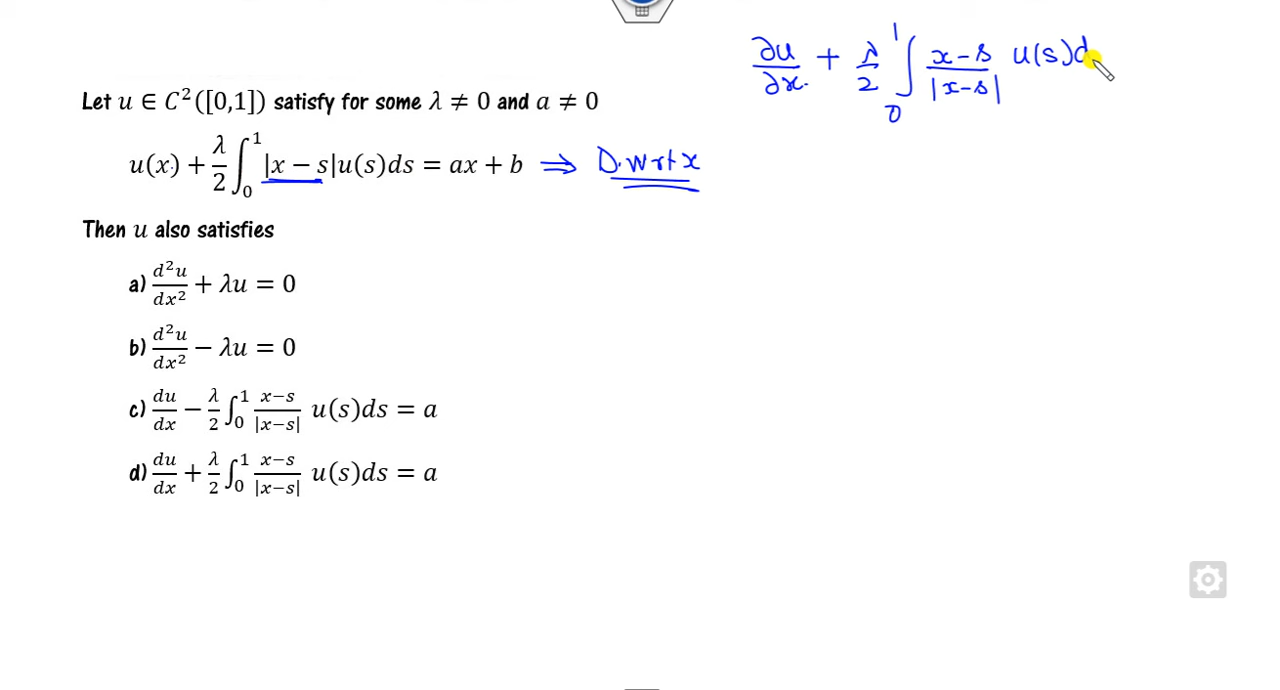 ∂u/∂x + λ/2 ∫₀¹ (x−s)/|x−s| u(s)d
Let u ∈ C²([0,1]) satisfy for some λ ≠ 0 and a ≠ 0
u(x) + λ/2 ∫₀¹ |x − s|u(s)ds = ax + b ⇒ D.wrtx
Then u also satisfies
a) d²u/dx² + λu = 0
b) d²u/dx² − λu = 0
c) du/dx − λ/2 ∫₀¹ (x−s)/|x−s| u(s)ds = a
d) du/dx + λ/2 ∫₀¹ (x−s)/|x−s| u(s)ds = a